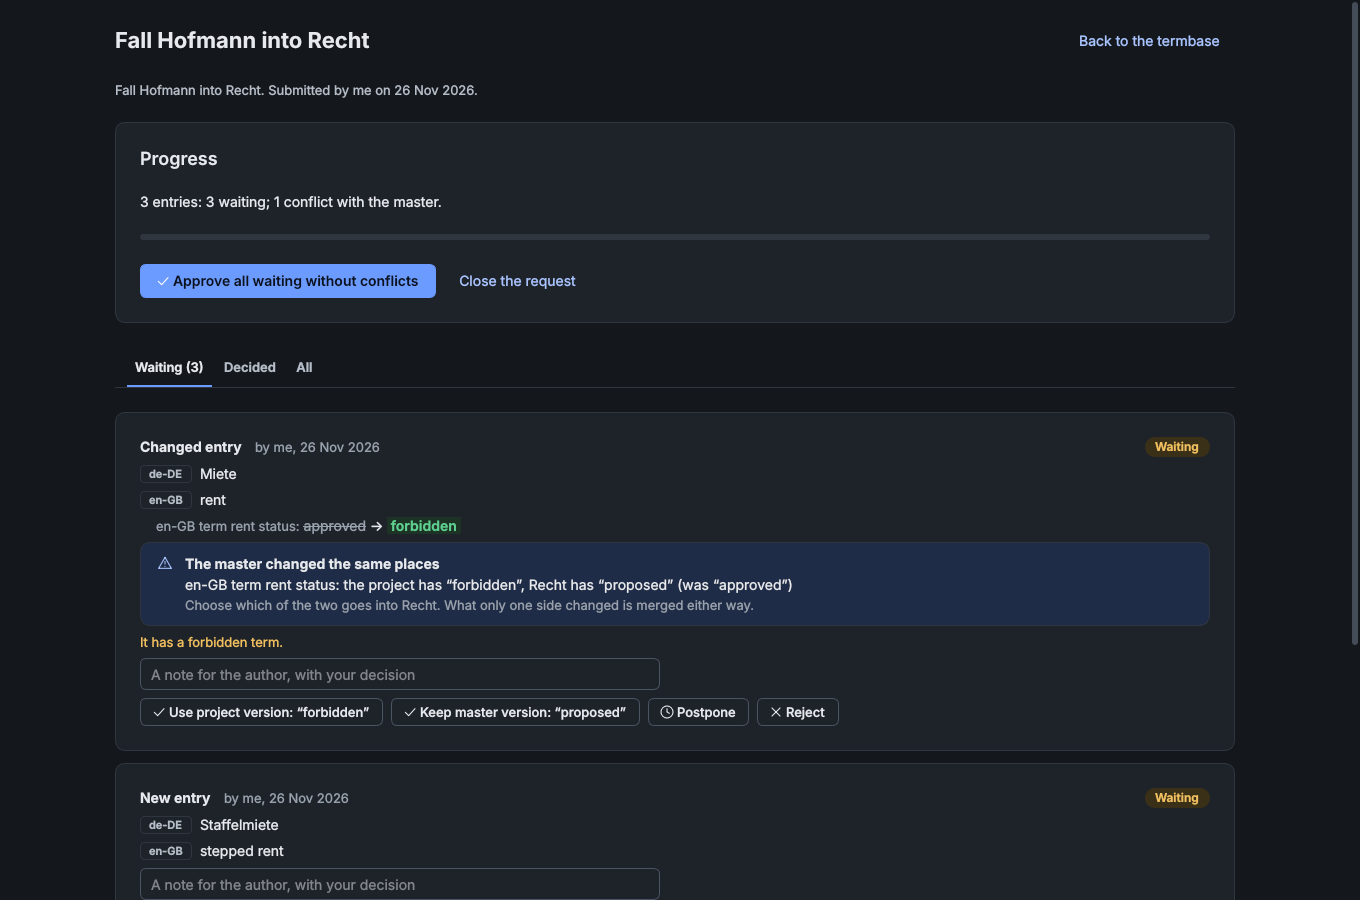 Fall Hofmann into Recht
Back to the termbase
Fall Hofmann into Recht. Submitted by me on 26 Nov 2026.
Progress
3 entries: 3 waiting; 1 conflict with the master.
Approve all waiting without conflicts
Close the request
Waiting (3)
Decided
All
Changed entry
by me, 26 Nov 2026
Waiting
de-DE
Miete
en-GB
rent
en-GB term rent status: approved → forbidden
The master changed the same places
en-GB term rent status: the project has “forbidden”, Recht has “proposed” (was “approved”)
Choose which of the two goes into Recht. What only one side changed is merged either way.
It has a forbidden term.
A note for the author, with your decision
Use project version: “forbidden”
Keep master version: “proposed”
Postpone
Reject
New entry
by me, 26 Nov 2026
Waiting
de-DE
Staffelmiete
en-GB
stepped rent
A note for the author, with your decision